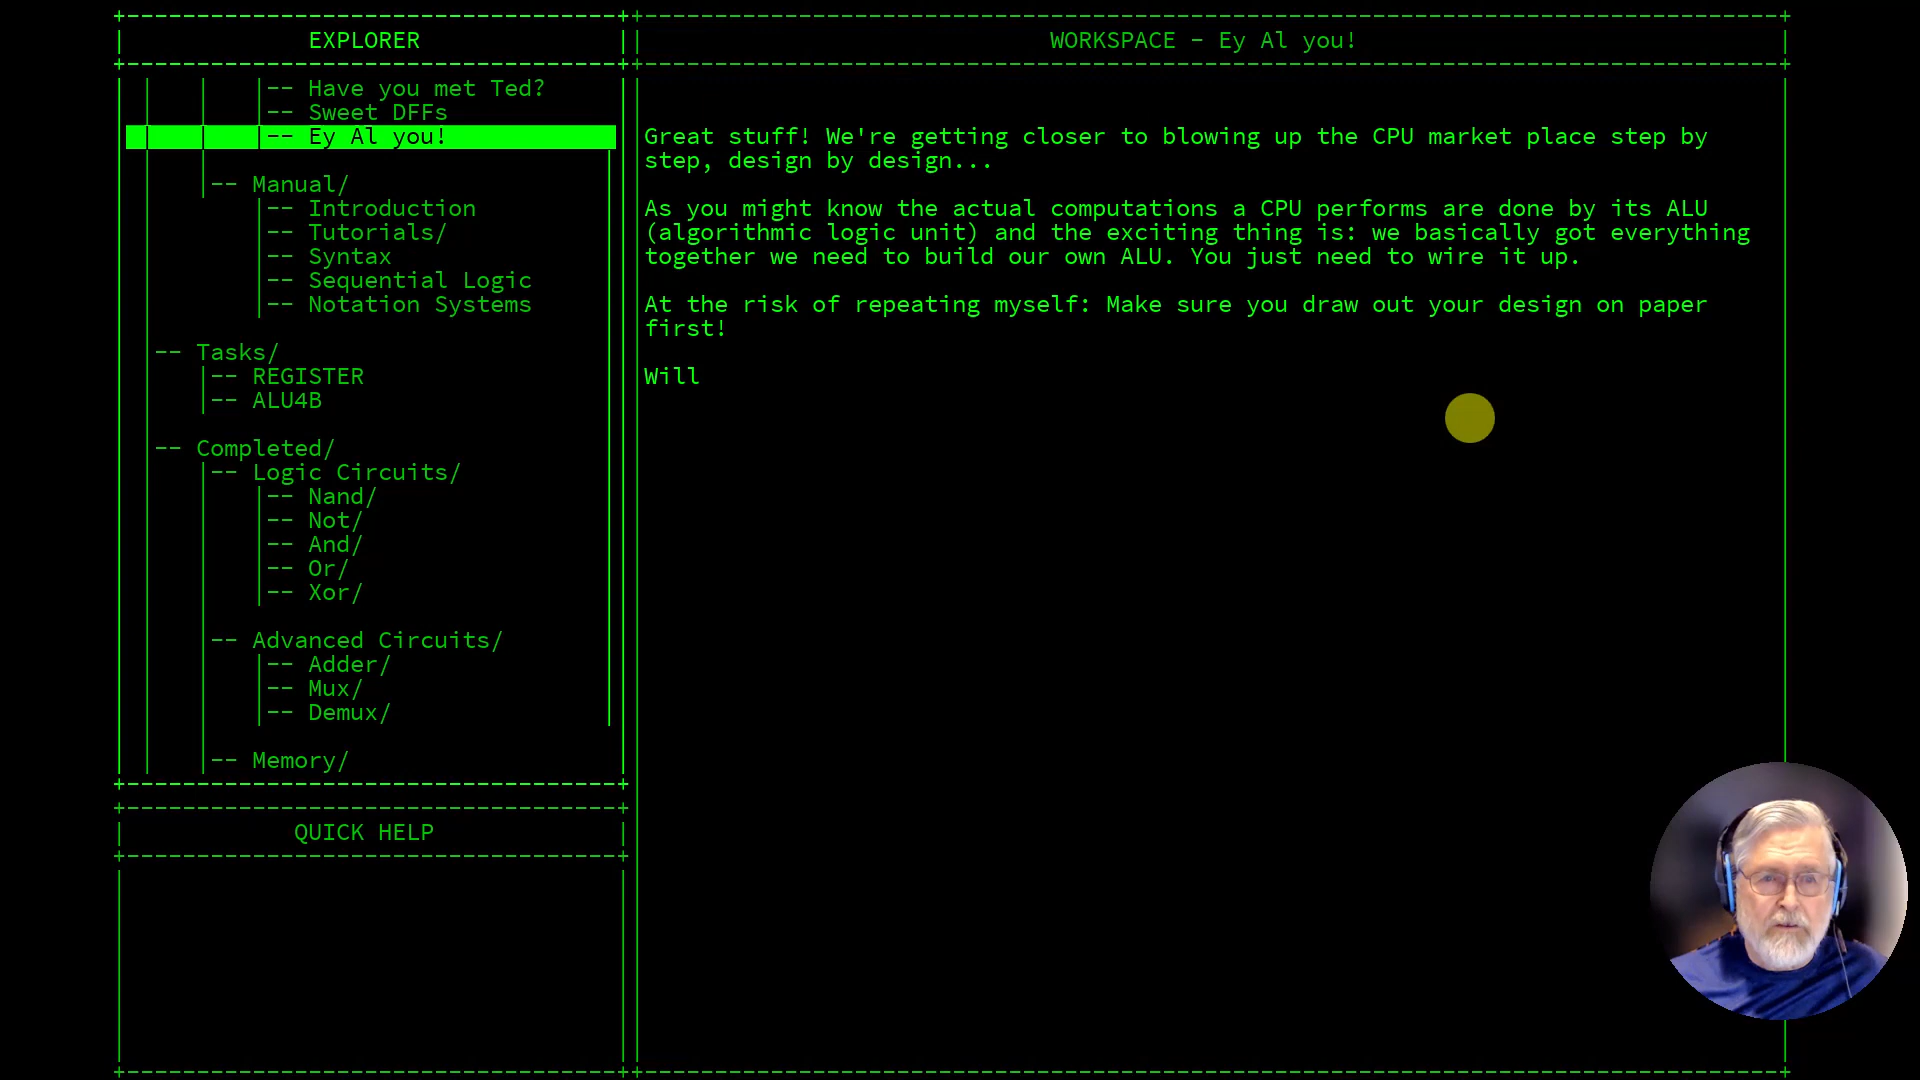 EXPLORER
|-- Have you met Ted?
|-- Sweet DFFs
|-- Ey Al you!
|-- Manual/
|-- Introduction
|-- Tutorials/
|-- Syntax
|-- Sequential Logic
|-- Notation Systems
|-- Tasks/
|-- REGISTER
|-- ALU4B
|-- Completed/
|-- Logic Circuits/
|-- Nand/
|-- Not/
|-- And/
|-- Or/
|-- Xor/
|-- Advanced Circuits/
|-- Adder/
|-- Mux/
|-- Demux/
|-- Memory/
QUICK HELP
WORKSPACE - Ey Al you!
Great stuff! We're getting closer to blowing up the CPU market place step by
step, design by design...
As you might know the actual computations a CPU performs are done by its ALU
(algorithmic logic unit) and the exciting thing is: we basically got everything
together we need to build our own ALU. You just need to wire it up.
At the risk of repeating myself: Make sure you draw out your design on paper
first!
Will